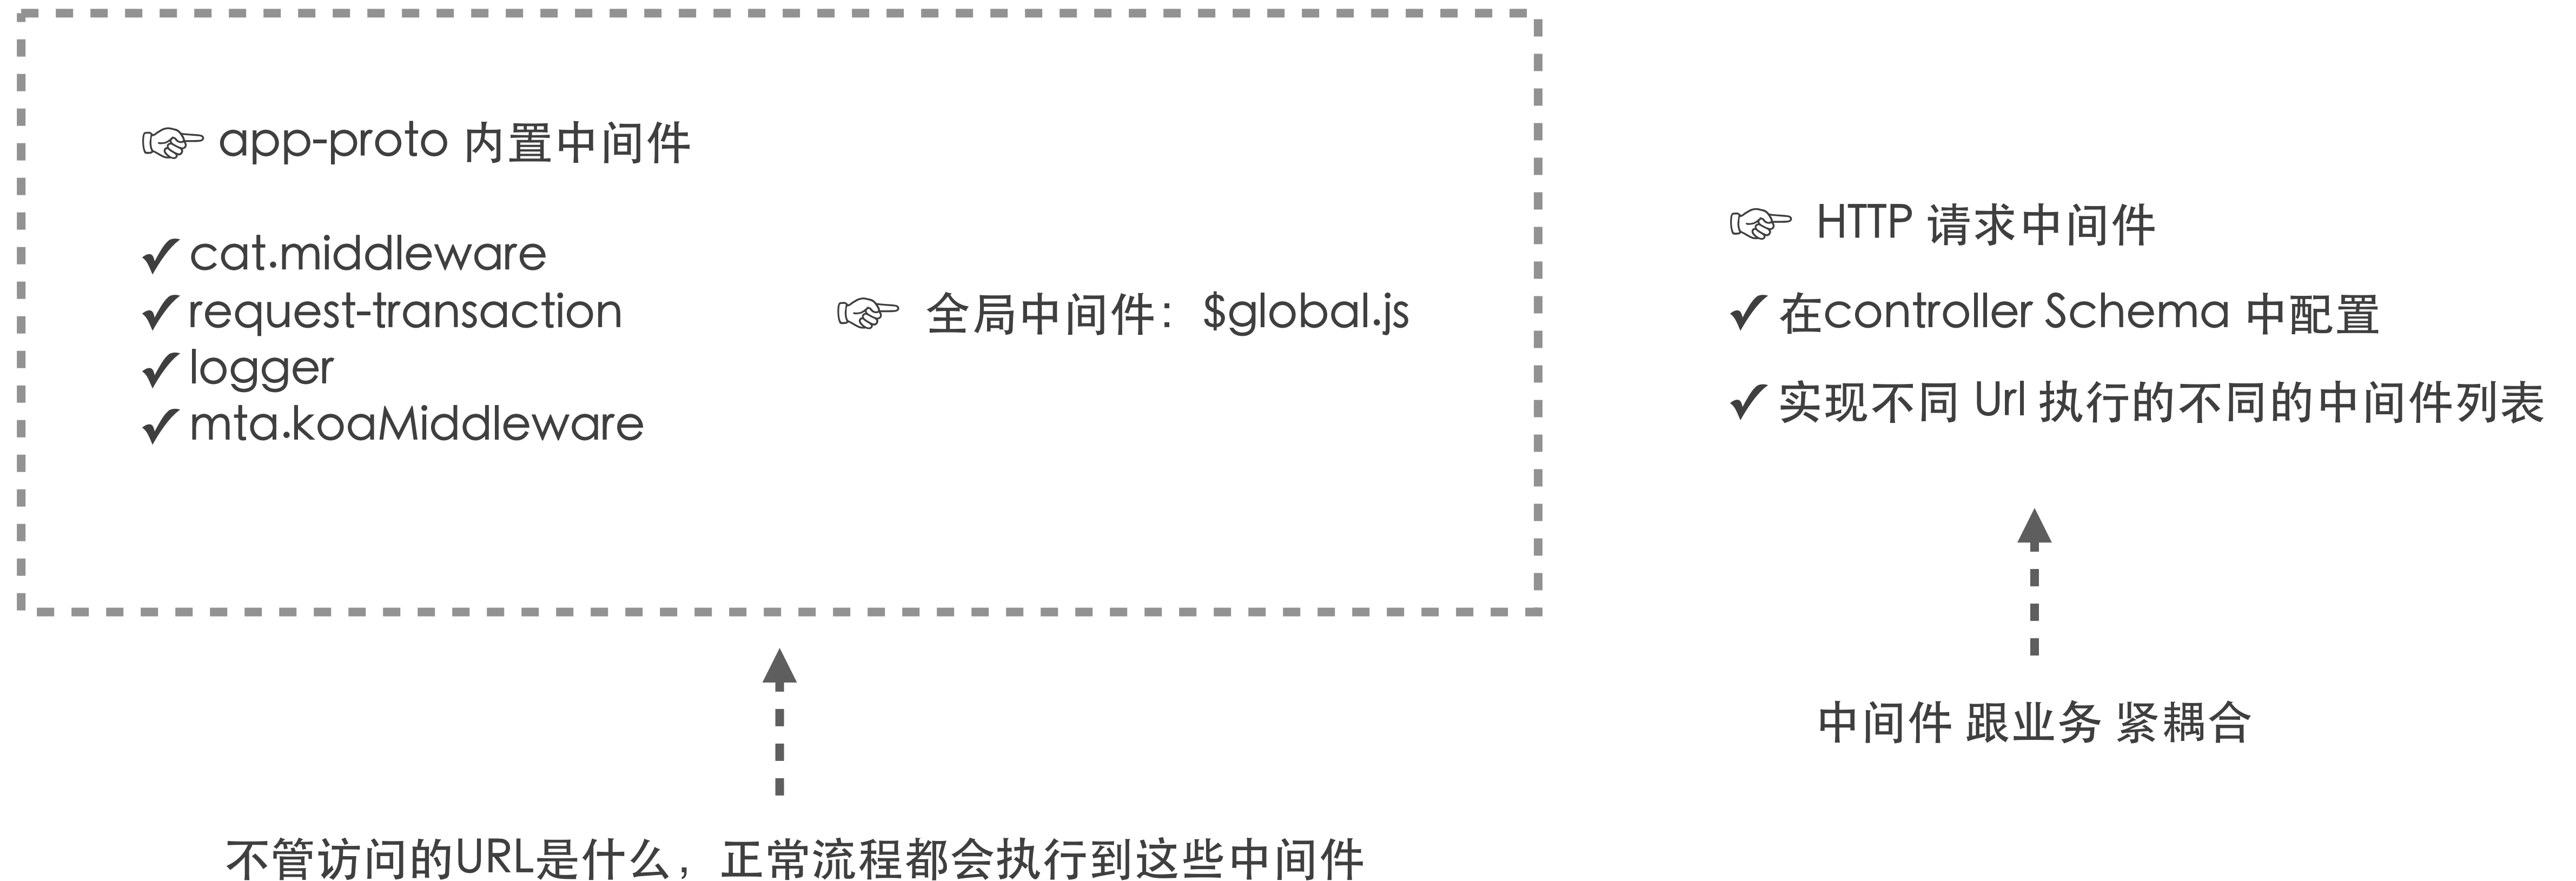 ☞ app-proto 内置中间件
✓ cat.middleware
✓ request-transaction
✓ logger
✓ mta.koaMiddleware
☞ 全局中间件：$global.js
☞ HTTP 请求中间件
✓ 在controller Schema 中配置
✓ 实现不同 Url 执行的不同的中间件列表
中间件 跟业务 紧耦合
不管访问的URL是什么，正常流程都会执行到这些中间件